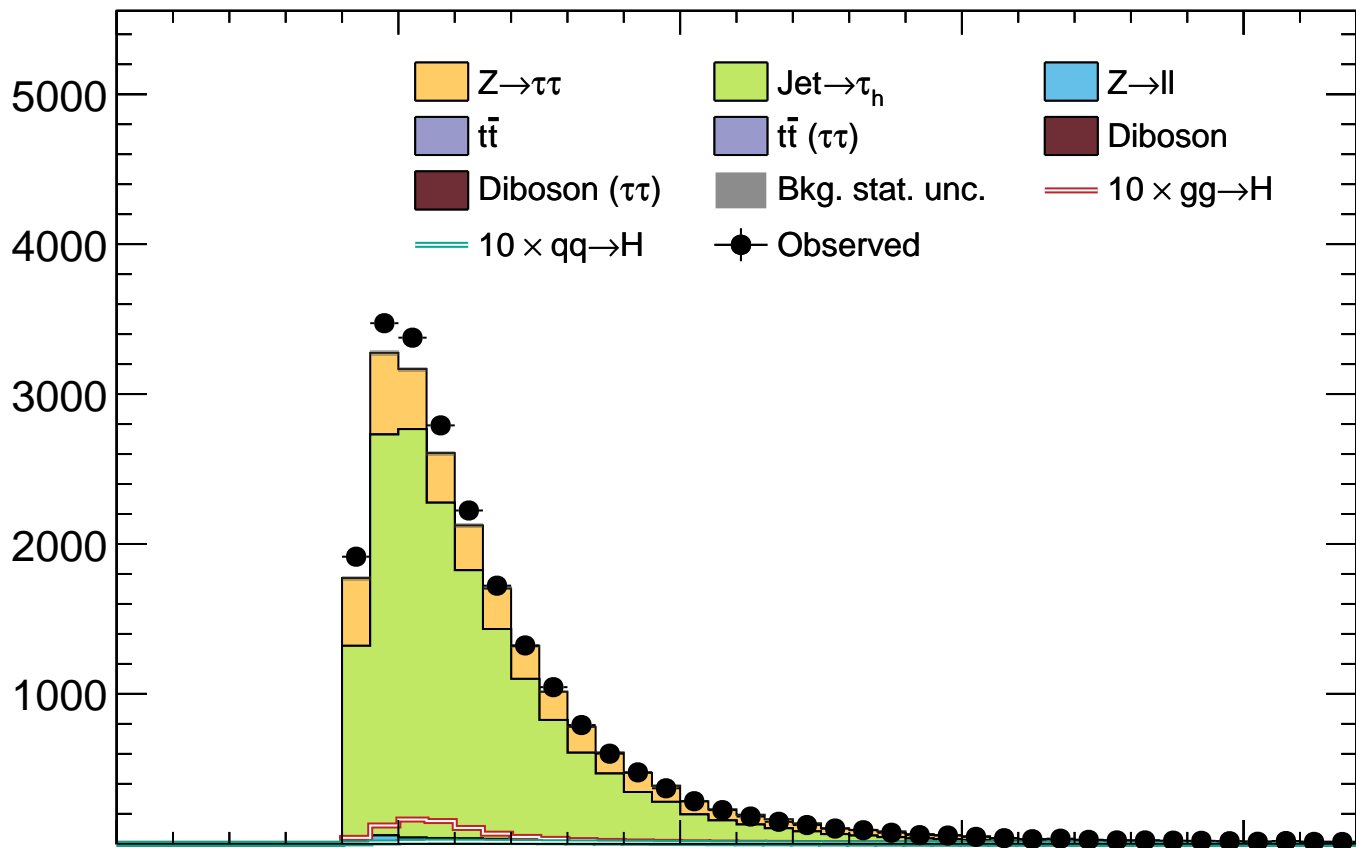 5000
4000
3000
2000
1000
Z→ττ Jet→τ_h Z→ll
tt̄ tt̄ (ττ) Diboson
Diboson (ττ) Bkg. stat. unc. 10 × gg→H
10 × qq→H Observed